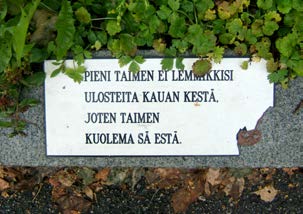 PIENI TAIMEN EI LEMMIKKISI
ULOSTEITA KAUAN KESTÄ,
JOTEN TAIMEN
KUOLEMA SÄ ESTÄ.